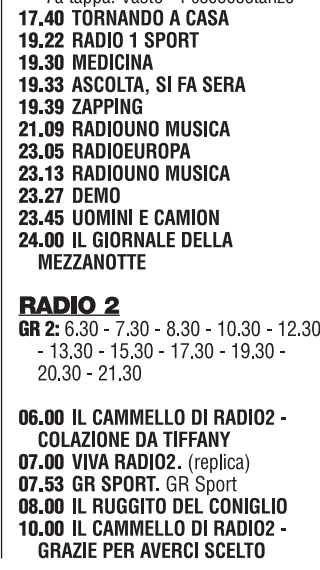 17.40 TORNANDO A CASA
19.22 RADIO 1 SPORT
19.30 MEDICINA
19.33 ASCOLTA, SI FA SERA
19.39 ZAPPING
21.09 RADIOUNO MUSICA
23.05 RADIOEUROPA
23.13 RADIOUNO MUSICA
23.27 DEMO
23.45 UOMINI E CAMION
24.00 IL GIORNALE DELLA
MEZZANOTTE
RADIO 2
GR 2: 6.30 - 7.30 - 8.30 - 10.30 - 12.30
- 13.30 - 15.30 - 17.30 - 19.30 -
20.30 - 21.30
06.00 IL CAMMELLO DI RADIO2 -
COLAZIONE DA TIFFANY
07.00 VIVA RADIO2. (replica)
07.53 GR SPORT. GR Sport
08.00 IL RUGGITO DEL CONIGLIO
10.00 IL CAMMELLO DI RADIO2 -
GRAZIE PER AVERCI SCELTO